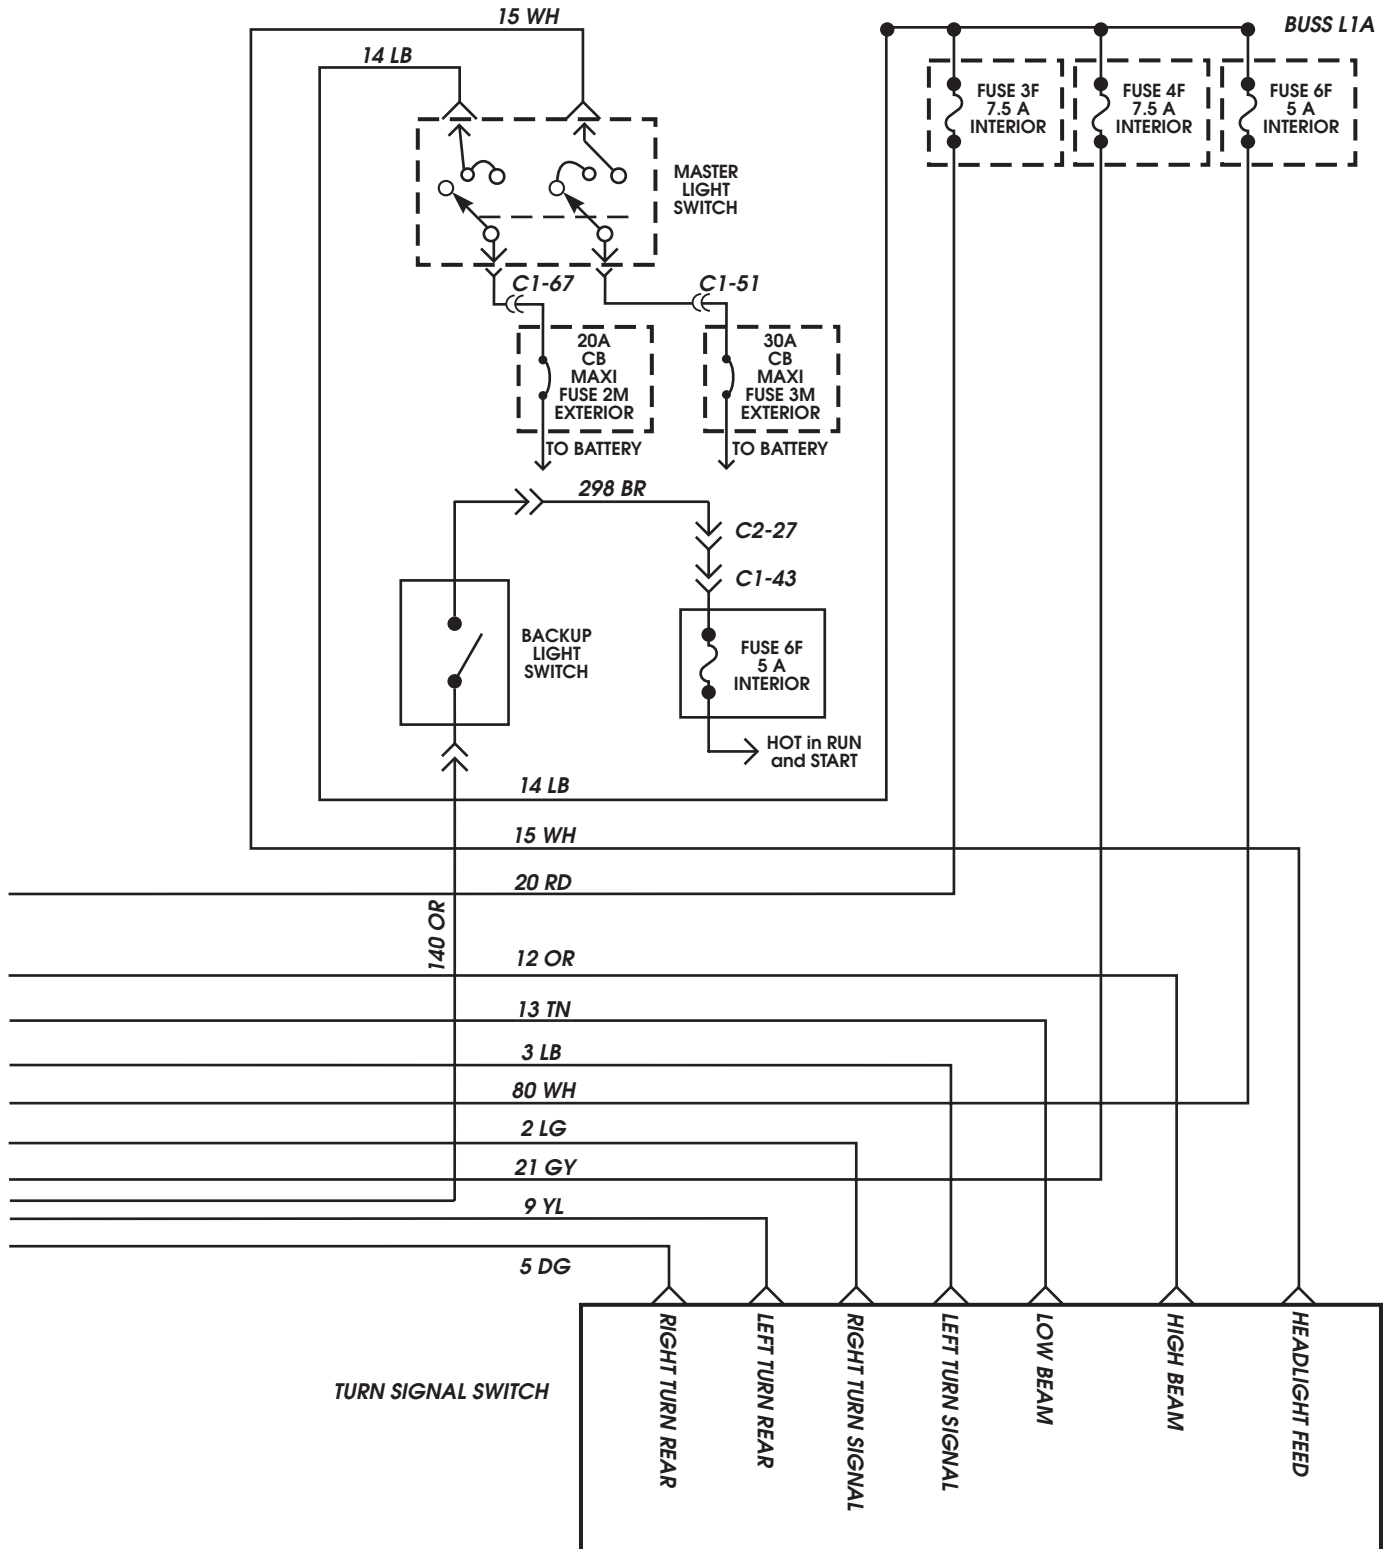 15 WH
BUSS L1A
14 LB
FUSE 3F
7.5 A
INTERIOR
FUSE 4F
7.5 A
INTERIOR
FUSE 6F
5 A
INTERIOR
MASTER
LIGHT
SWITCH
C1-67
C1-51
20A
CB
MAXI
FUSE 2M
EXTERIOR
30A
CB
MAXI
FUSE 3M
EXTERIOR
TO BATTERY
TO BATTERY
298 BR
C2-27
C1-43
BACKUP
LIGHT
SWITCH
FUSE 6F
5 A
INTERIOR
HOT in RUN
and START
14 LB
15 WH
20 RD
140 OR
12 OR
13 TN
3 LB
80 WH
2 LG
21 GY
9 YL
5 DG
TURN SIGNAL SWITCH
RIGHT TURN REAR
LEFT TURN REAR
RIGHT TURN SIGNAL
LEFT TURN SIGNAL
LOW BEAM
HIGH BEAM
HEADLIGHT FEED